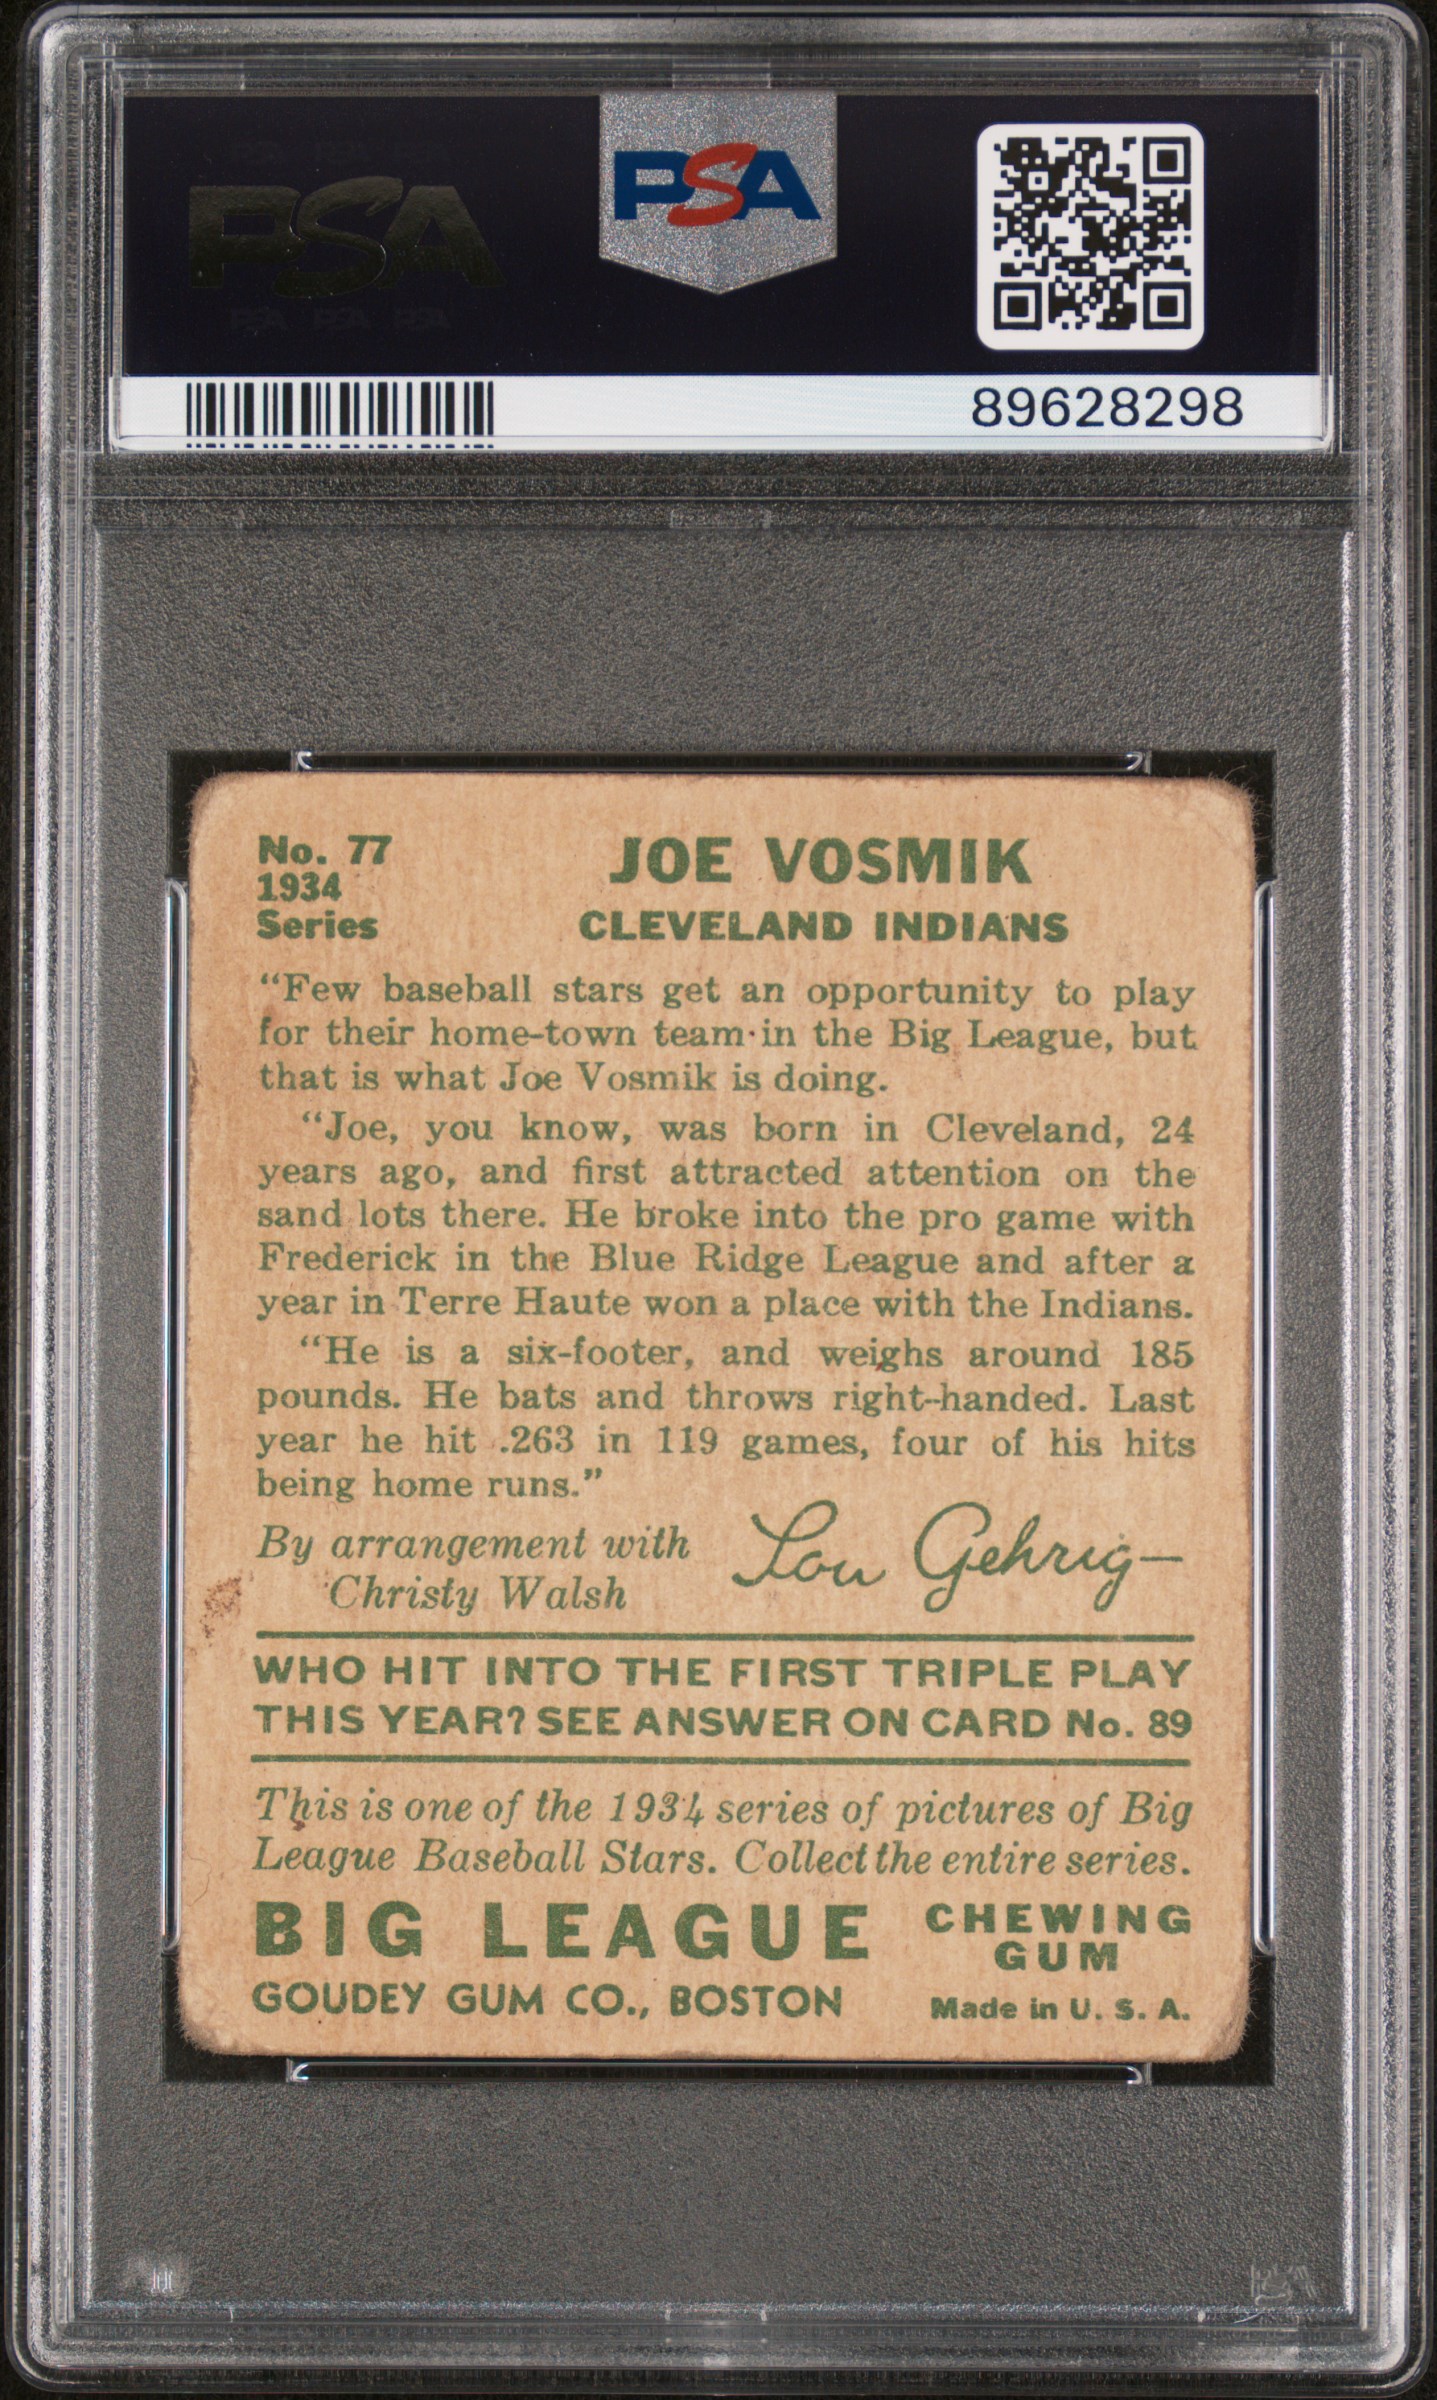 PSA
PSA
89628298
No. 77
1934
Series
JOE VOSMIK
CLEVELAND INDIANS
“Few baseball stars get an opportunity to play
for their home-town team in the Big League, but
that is what Joe Vosmik is doing.
“Joe, you know, was born in Cleveland, 24
years ago, and first attracted attention on the
sand lots there. He broke into the pro game with
Frederick in the Blue Ridge League and after a
year in Terre Haute won a place with the Indians.
“He is a six-footer, and weighs around 185
pounds. He bats and throws right-handed. Last
year he hit .263 in 119 games, four of his hits
being home runs.”
By arrangement with
Christy Walsh
Lou Gehrig
WHO HIT INTO THE FIRST TRIPLE PLAY
THIS YEAR? SEE ANSWER ON CARD No. 89
This is one of the 1934 series of pictures of Big
League Baseball Stars. Collect the entire series.
BIG LEAGUE
CHEWING
GUM
GOUDEY GUM CO., BOSTON
Made in U. S. A.